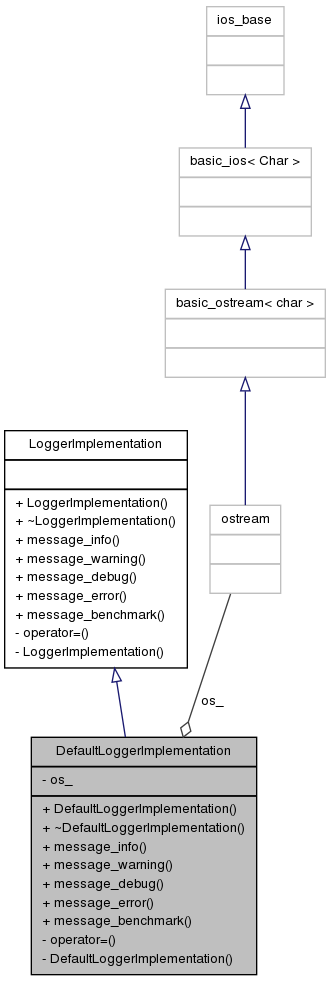 ios_base
basic_ios< Char >
basic_ostream< char >
LoggerImplementation
+ LoggerImplementation()
+ ~LoggerImplementation()
+ message_info()
+ message_warning()
+ message_debug()
+ message_error()
+ message_benchmark()
- operator=()
- LoggerImplementation()
ostream
os_
DefaultLoggerImplementation
- os_
+ DefaultLoggerImplementation()
+ ~DefaultLoggerImplementation()
+ message_info()
+ message_warning()
+ message_debug()
+ message_error()
+ message_benchmark()
- operator=()
- DefaultLoggerImplementation()